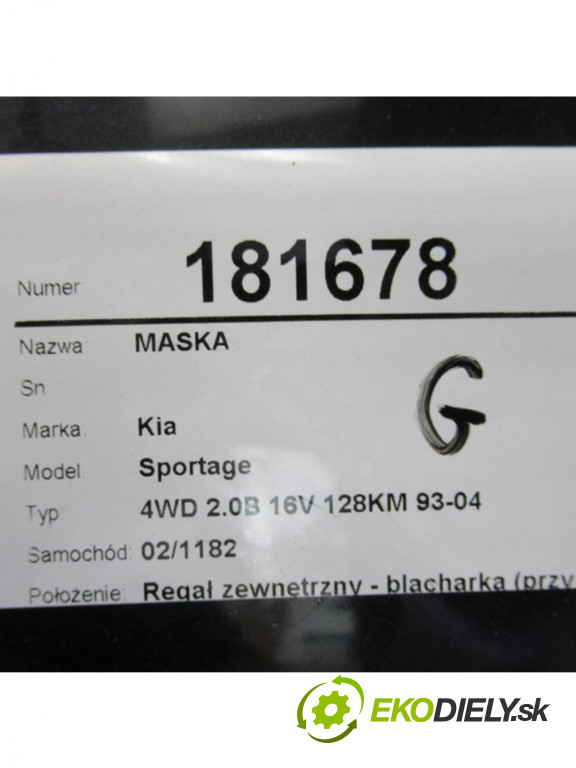 Numer 181678
Nazwa: MASKA
Sn
G
Marka: Kia
Model: Sportage
Typ: 4WD 2.0B 16V 128KM 93-04
Samochód: 02/1182
Położenie: Regał zewnetrzny - blacharka (przy
EKODIELY.sk